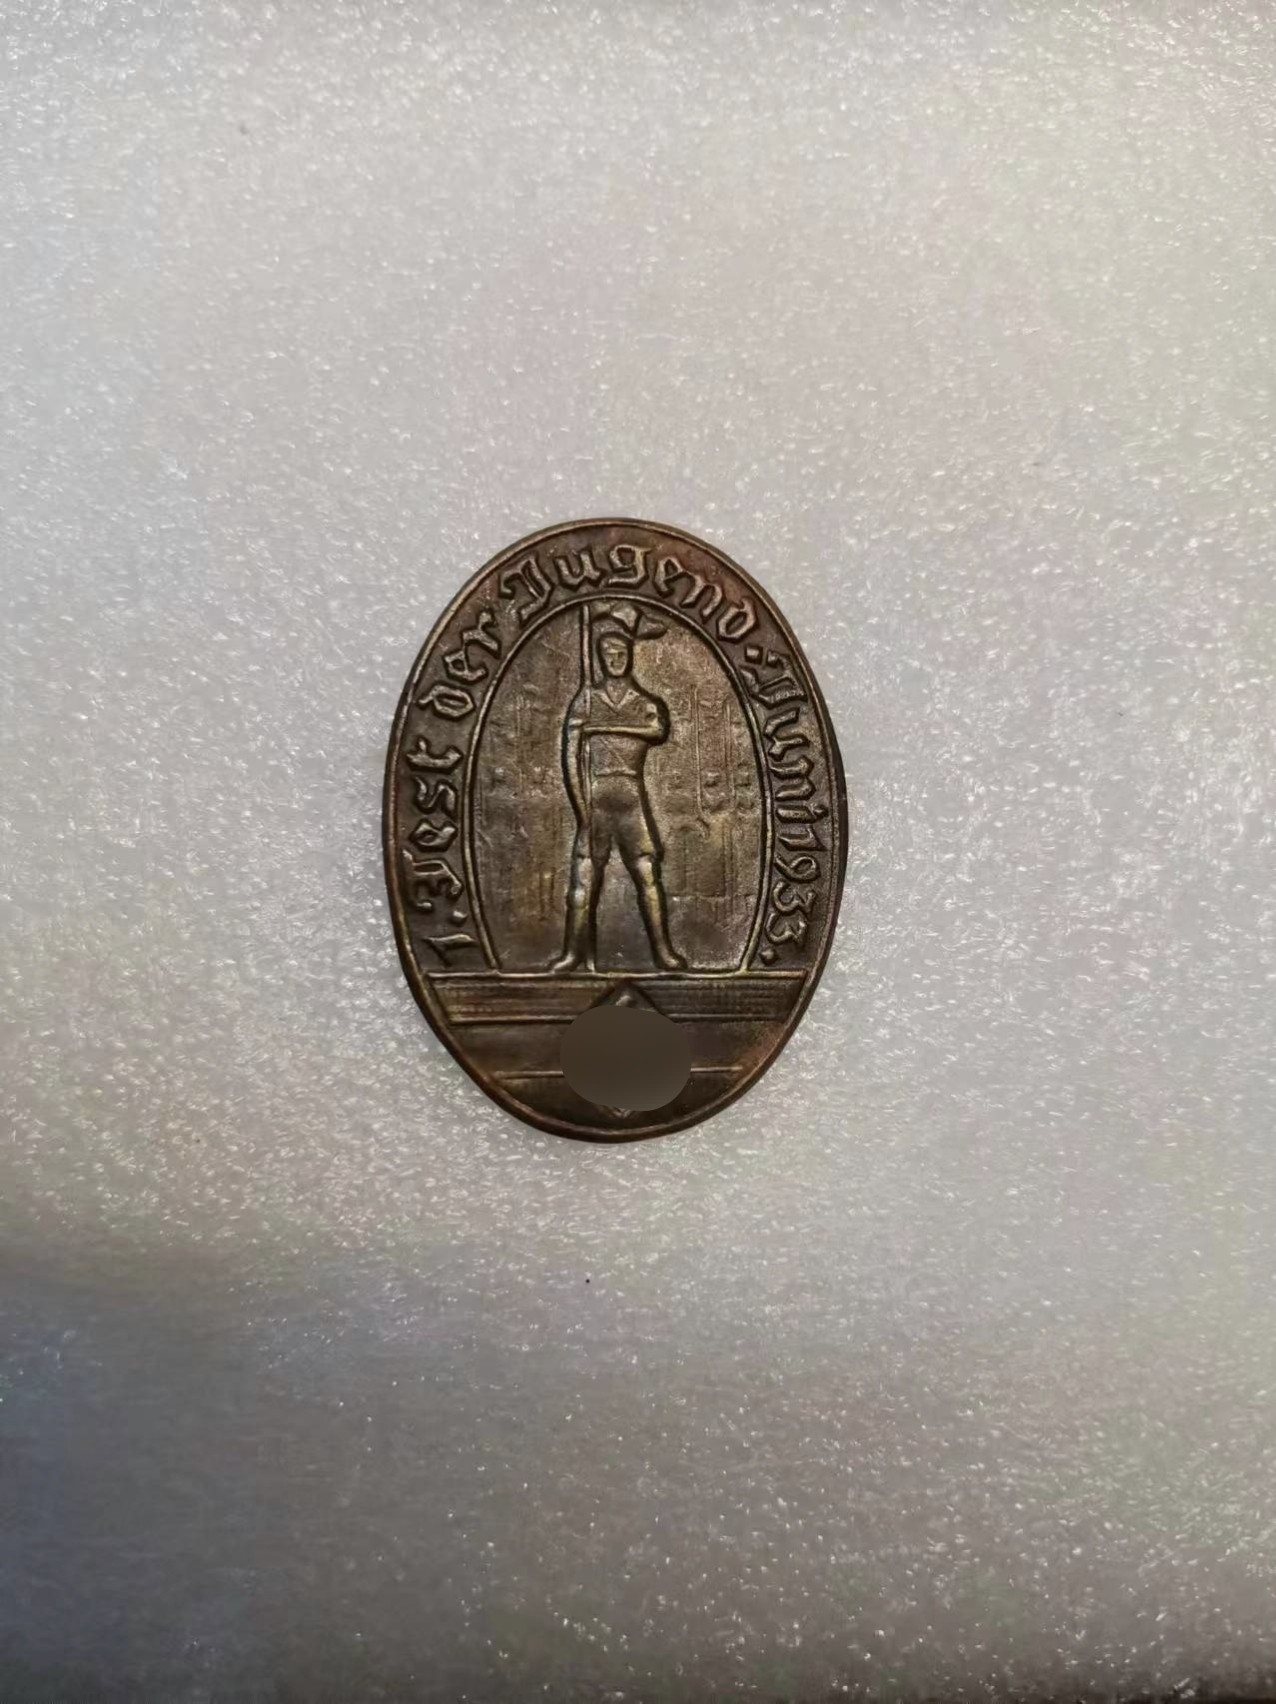 1. Fest der Jugend. Juni 1933.